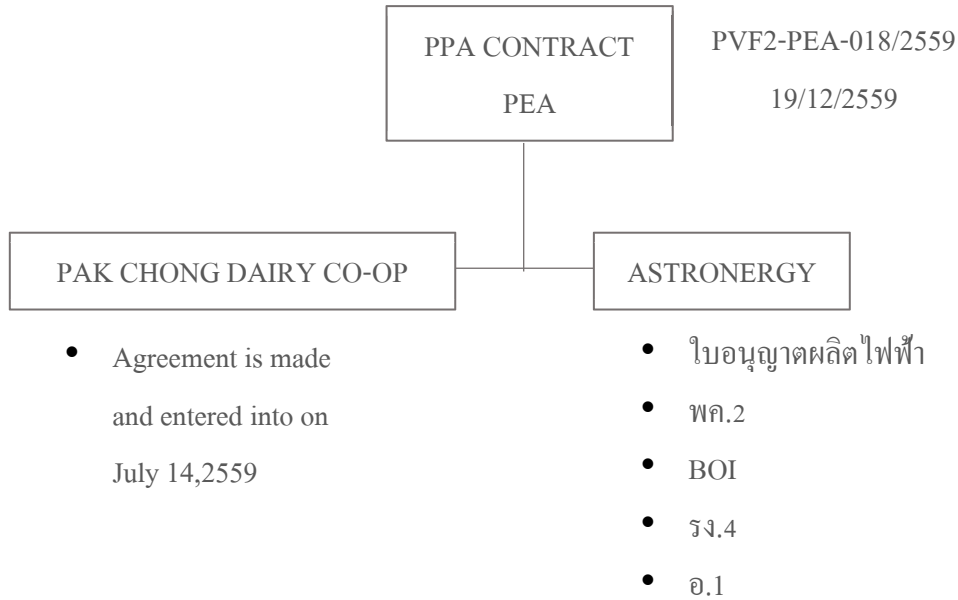 PPA CONTRACT
PEA
PVF2-PEA-018/2559
19/12/2559
PAK CHONG DAIRY CO-OP
ASTRONERGY
• Agreement is made
and entered into on
July 14,2559
• ใบอนุญาตผลิตไฟฟ้า
• พค.2
• BOI
• รง.4
• อ.1